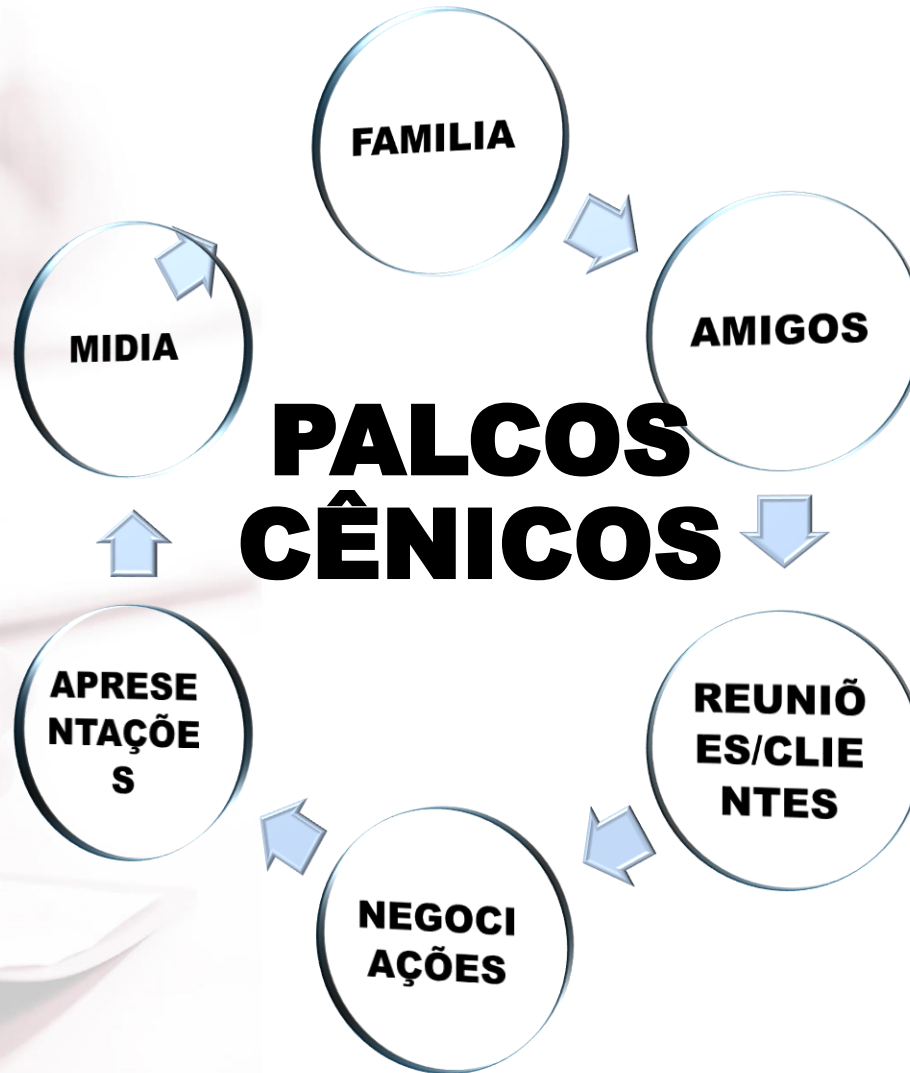 FAMILIA
AMIGOS
MIDIA
PALCOS
CÊNICOS
REUNIÕ
ES/CLIE
NTES
APRESE
NTAÇÕE
S
NEGOCI
AÇÕES